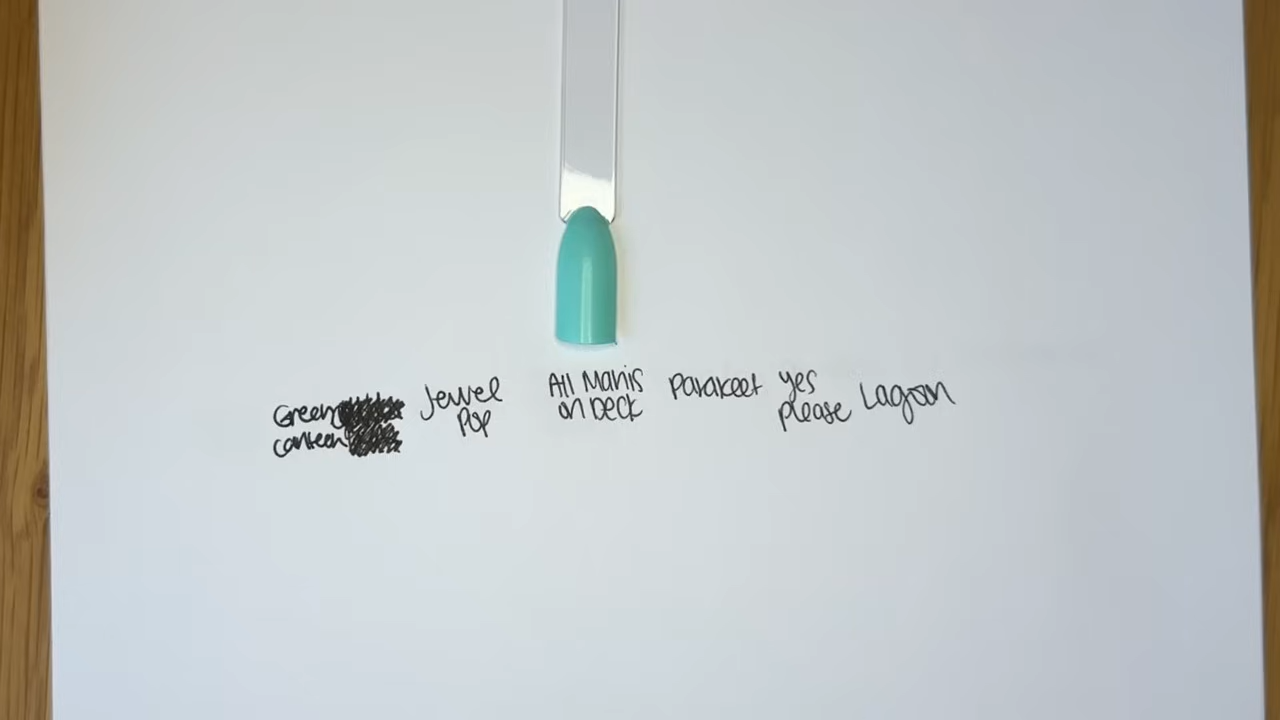 Green
canteen
Jewel
Pop
All Manis
on Deck
Parakeet
yes
please
Lagoon